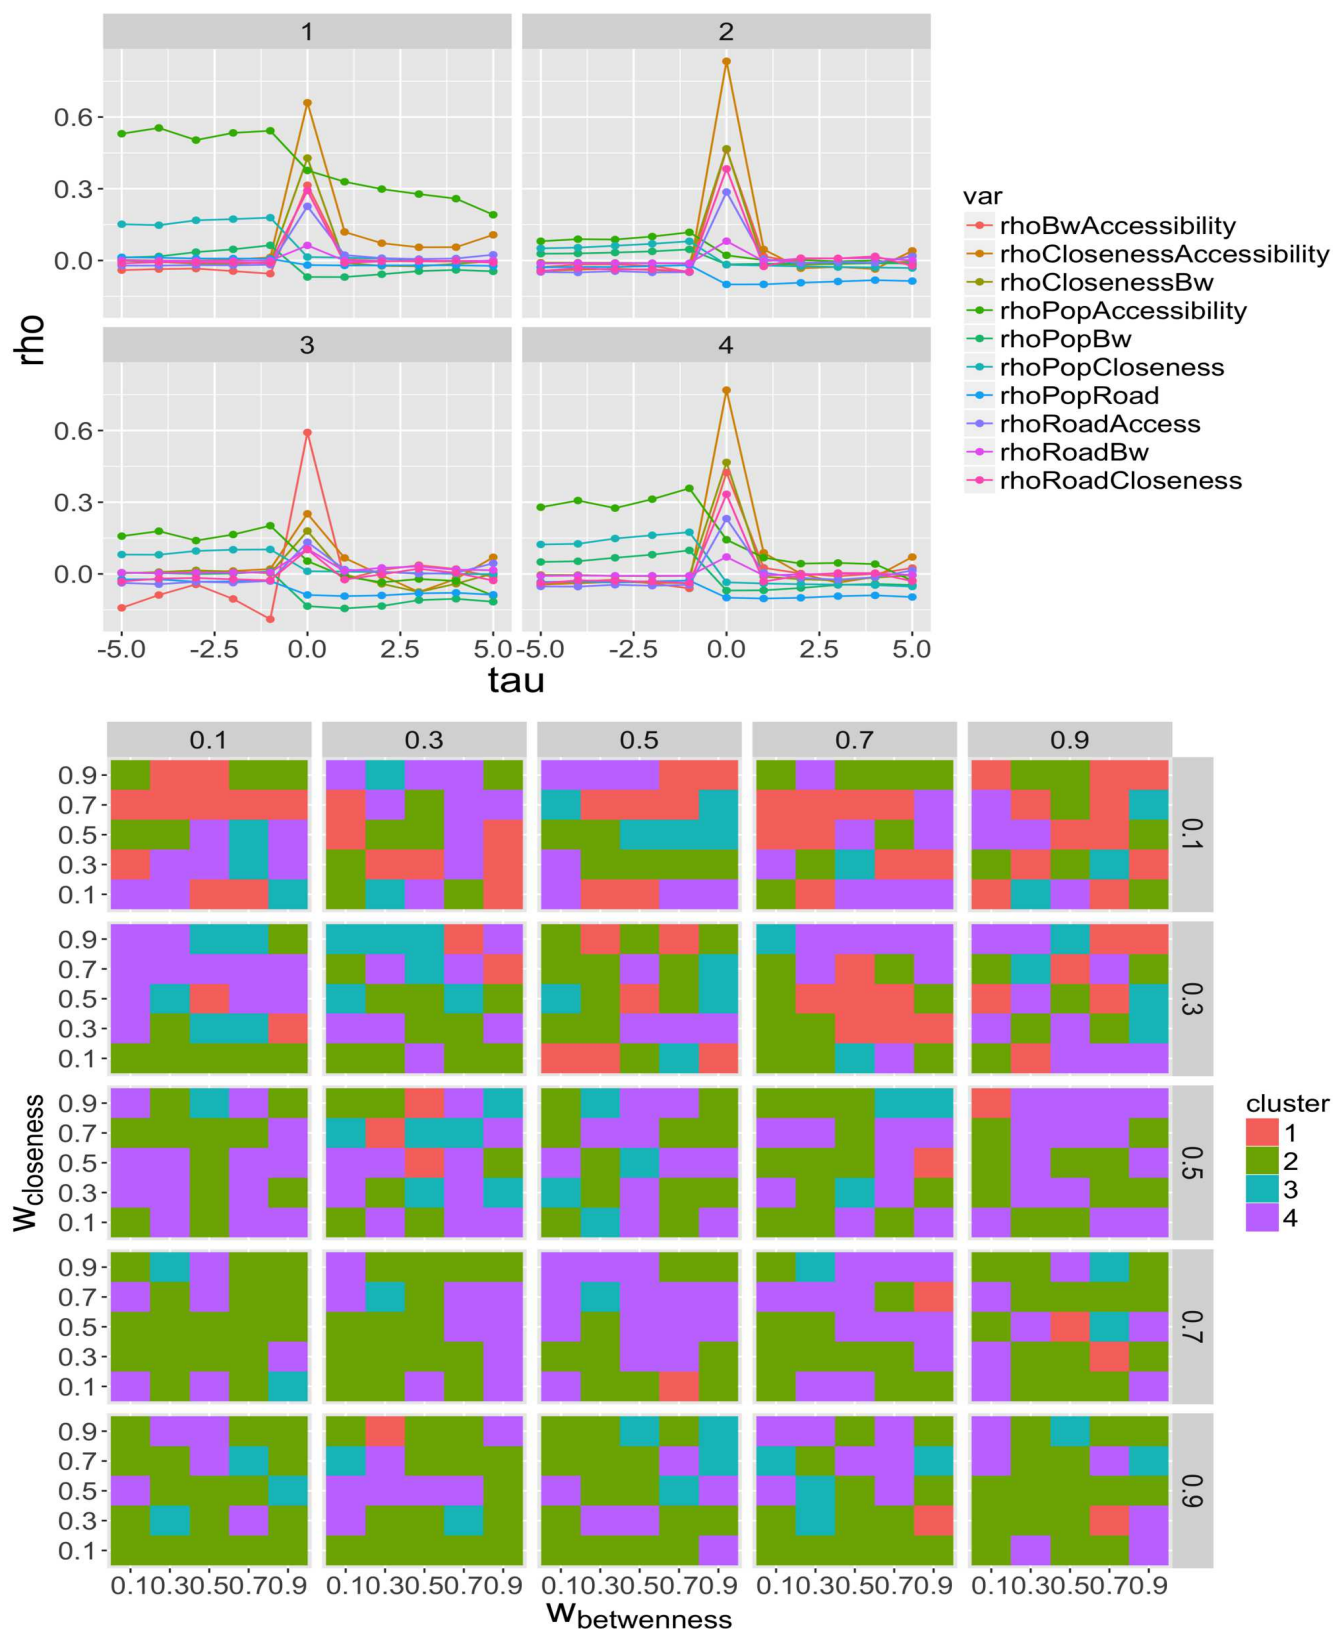 1 2
0.6
0.3
0.0
3 4
0.6
0.3
0.0
rho
-5.0 -2.5 0.0 2.5 5.0 -5.0 -2.5 0.0 2.5 5.0
tau
var
rhoBwAccessibility
rhoClosenessAccessibility
rhoClosenessBw
rhoPopAccessibility
rhoPopBw
rhoPopCloseness
rhoPopRoad
rhoRoadAccess
rhoRoadBw
rhoRoadCloseness
0.1 0.3 0.5 0.7 0.9
0.9
0.7
0.5
0.3
0.1
0.1
0.9
0.7
0.5
0.3
0.1
0.3
0.9
0.7
0.5
0.3
0.1
0.5
0.9
0.7
0.5
0.3
0.1
0.7
0.9
0.7
0.5
0.3
0.1
0.9
wcloseness
0.10.30.50.70.9 0.10.30.50.70.9 0.10.30.50.70.9 0.10.30.50.70.9 0.10.30.50.70.9
wbetwenness
cluster
1
2
3
4